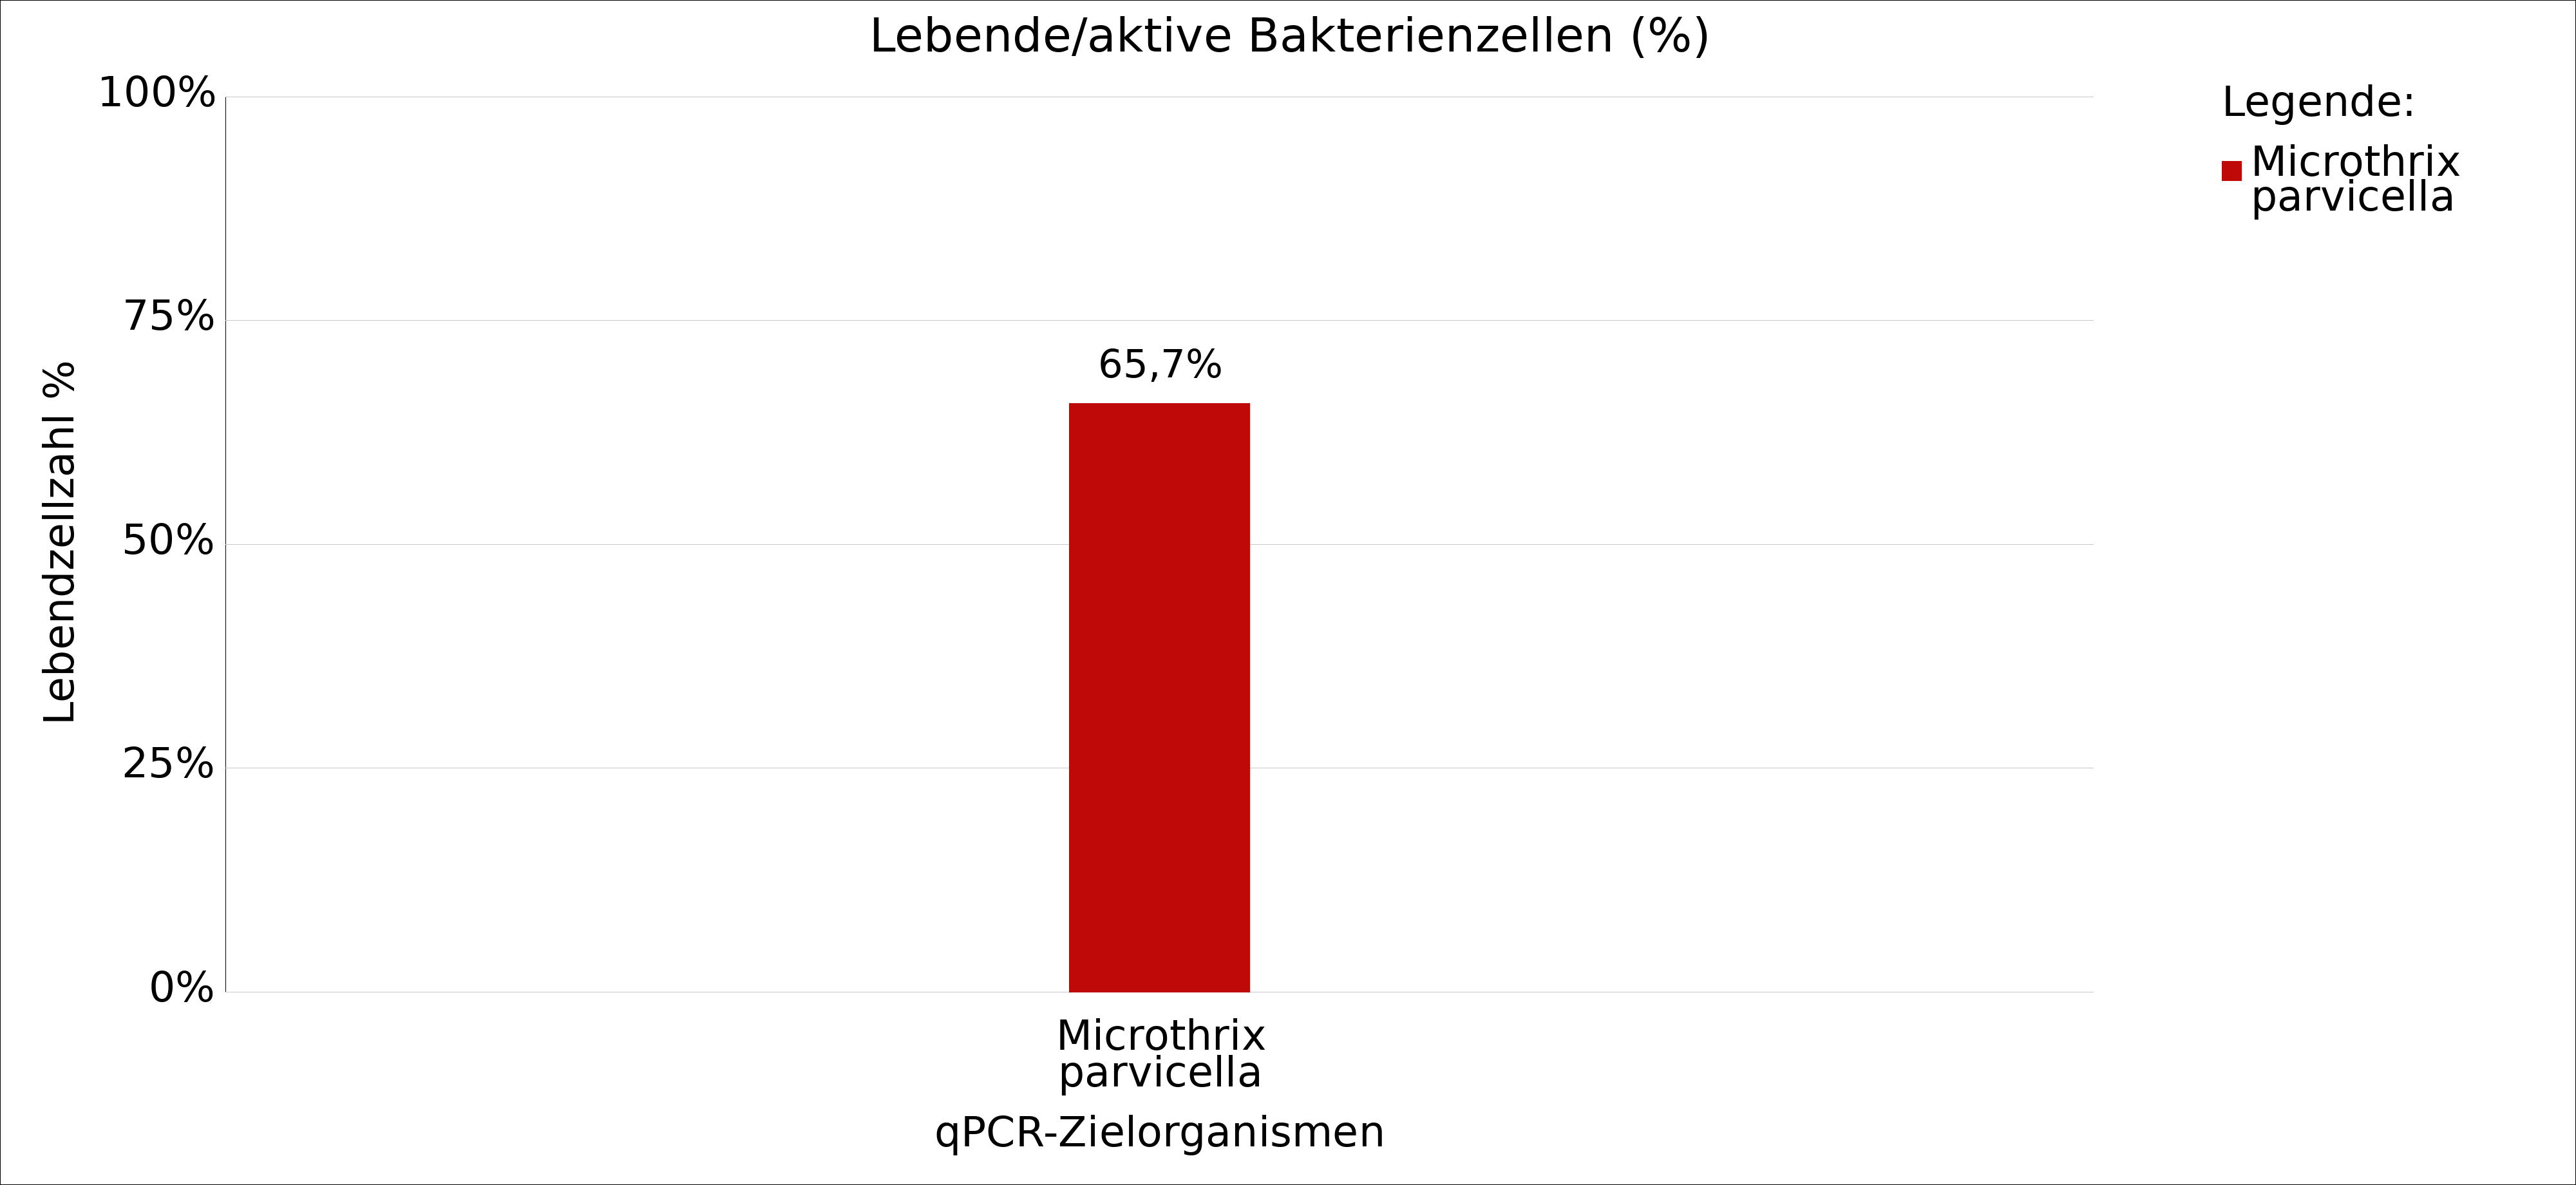 Lebende/aktive Bakterienzellen (%)
100%
75%
50%
25%
0%
Lebendzellzahl %
65,7%
Microthrix
parvicella
qPCR-Zielorganismen
Legende:
Microthrix
parvicella